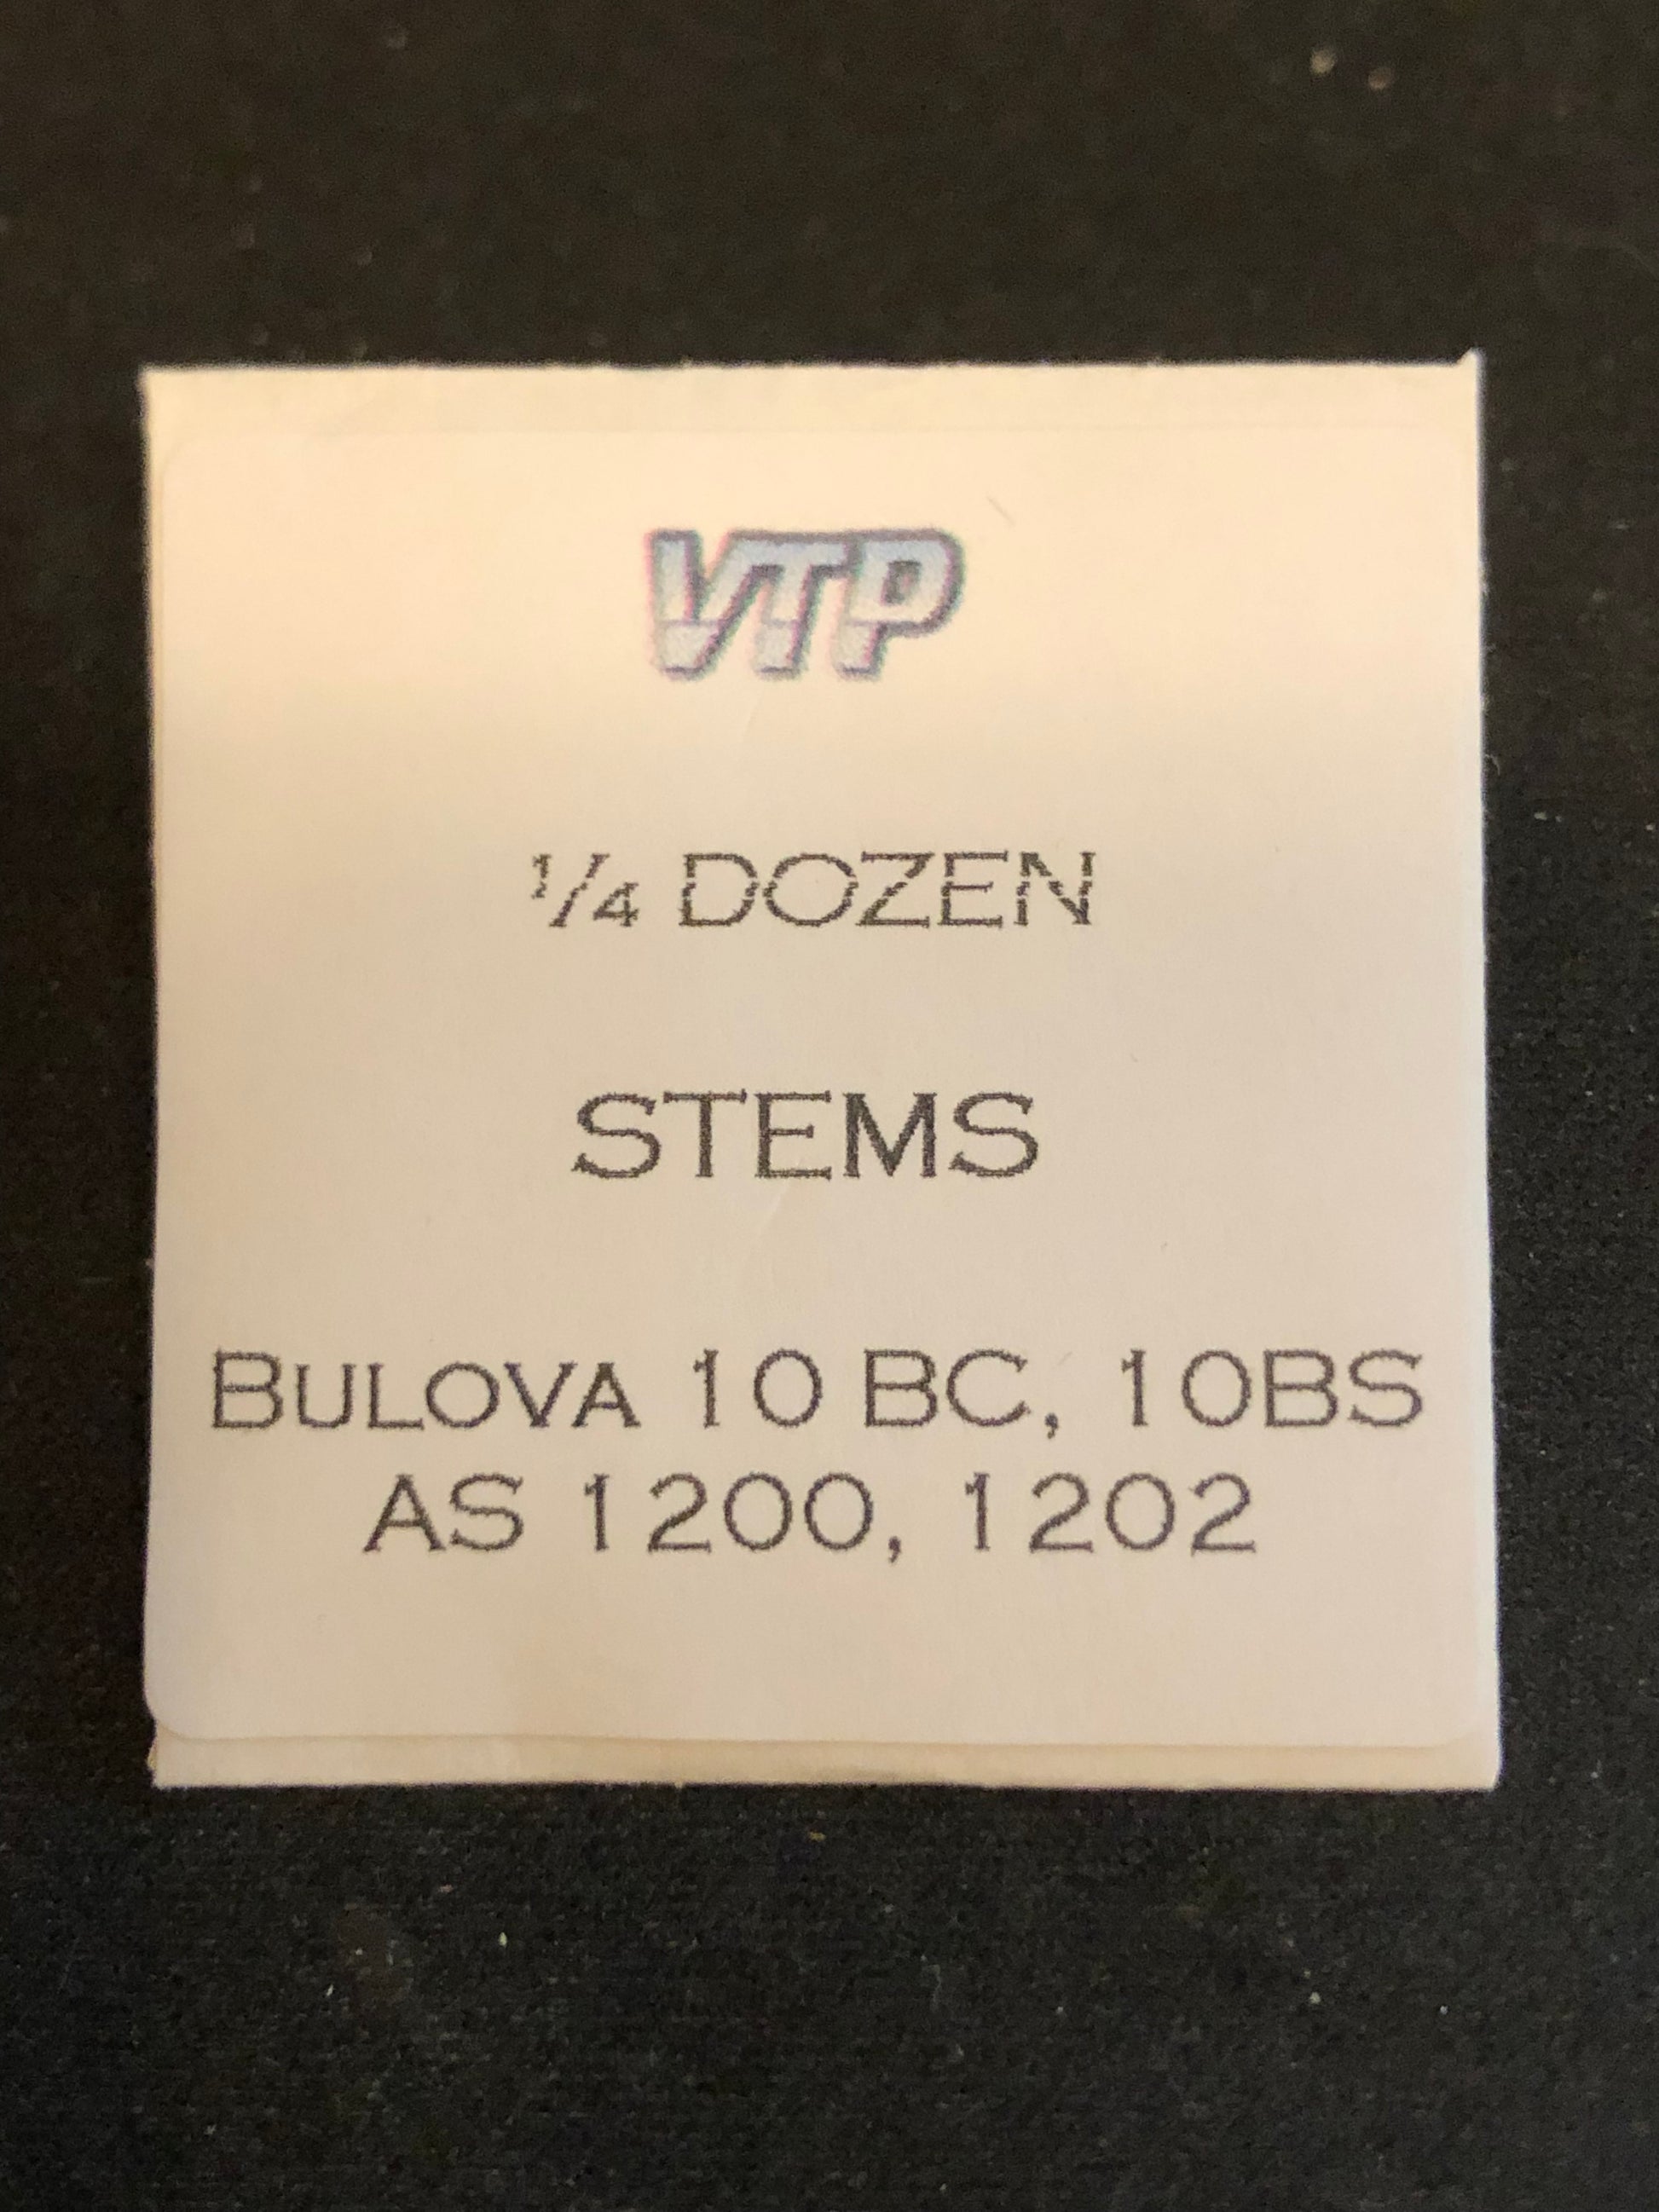 VTP
¼ DOZEN
STEMS
BULOVA 10 BC, 10BS
AS 1200, 1202